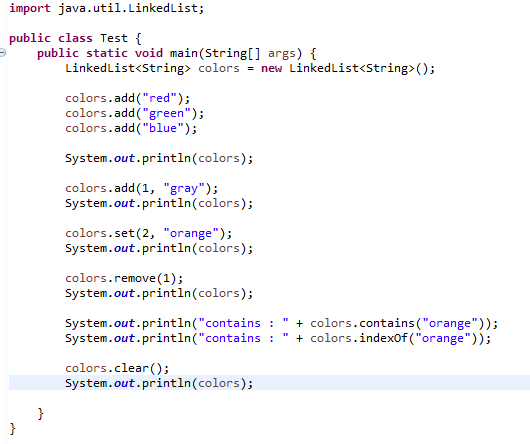 import java.util.LinkedList;
public class Test {
public static void main(String[] args) {
LinkedList<String> colors = new LinkedList<String>();
colors.add("red");
colors.add("green");
colors.add("blue");
System.out.println(colors);
colors.add(1, "gray");
System.out.println(colors);
colors.set(2, "orange");
System.out.println(colors);
colors.remove(1);
System.out.println(colors);
System.out.println("contains : " + colors.contains("orange"));
System.out.println("contains : " + colors.indexOf("orange"));
colors.clear();
System.out.println(colors);
}
}